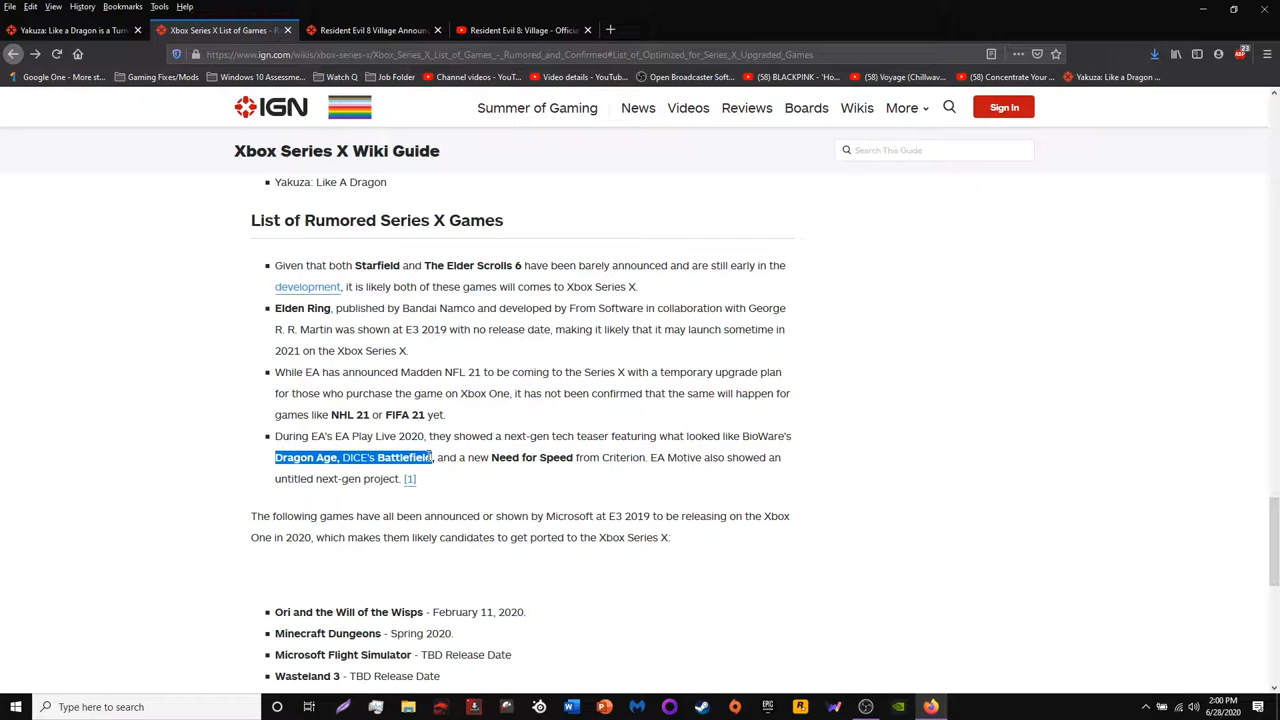 File Edit View History Bookmarks Tools Help
Yakuza: Like a Dragon is a Turn
Xbox Series X List of Games - R
Resident Evil 8 Village Announc
Resident Evil & Village - Official
https://www.ign.com/wikis/xbox-series-x/Xbox_Series_X_List_of_Games_-_Rumored_and_Confirmed#List_of_Optimized_for_Series_X_Upgraded_Games
23
Google One - More st...
Gaming Fixes/Mods
Windows 10 Assessme...
Watch Q
Job Folder
Channel videos - YouT...
Video details - YouTub...
Open Broadcaster Soft...
(58) BLACKPINK - 'Ho...
(58) Voyage (Chillwav...
(58) Concentrate Your ...
Yakuza: Like a Dragon ...
IGN
Summer of Gaming News Videos Reviews Boards Wikis More
Sign In
Xbox Series X Wiki Guide
Search This Guide
Yakuza: Like A Dragon
List of Rumored Series X Games
Given that both Starfield and The Elder Scrolls 6 have been barely announced and are still early in the
development, it is likely both of these games will comes to Xbox Series X.
Elden Ring, published by Bandai Namco and developed by From Software in collaboration with George
R. R. Martin was shown at E3 2019 with no release date, making it likely that it may launch sometime in
2021 on the Xbox Series X.
While EA has announced Madden NFL 21 to be coming to the Series X with a temporary upgrade plan
for those who purchase the game on Xbox One, it has not been confirmed that the same will happen for
games like NHL 21 or FIFA 21 yet.
During EA's EA Play Live 2020, they showed a next-gen tech teaser featuring what looked like BioWare's
Dragon Age, DICE's Battlefield, and a new Need for Speed from Criterion. EA Motive also showed an
untitled next-gen project. [1]
The following games have all been announced or shown by Microsoft at E3 2019 to be releasing on the Xbox
One in 2020, which makes them likely candidates to get ported to the Xbox Series X:
Ori and the Will of the Wisps - February 11, 2020.
Minecraft Dungeons - Spring 2020.
Microsoft Flight Simulator - TBD Release Date
Wasteland 3 - TBD Release Date
Type here to search
EPIC
2:00 PM
6/28/2020